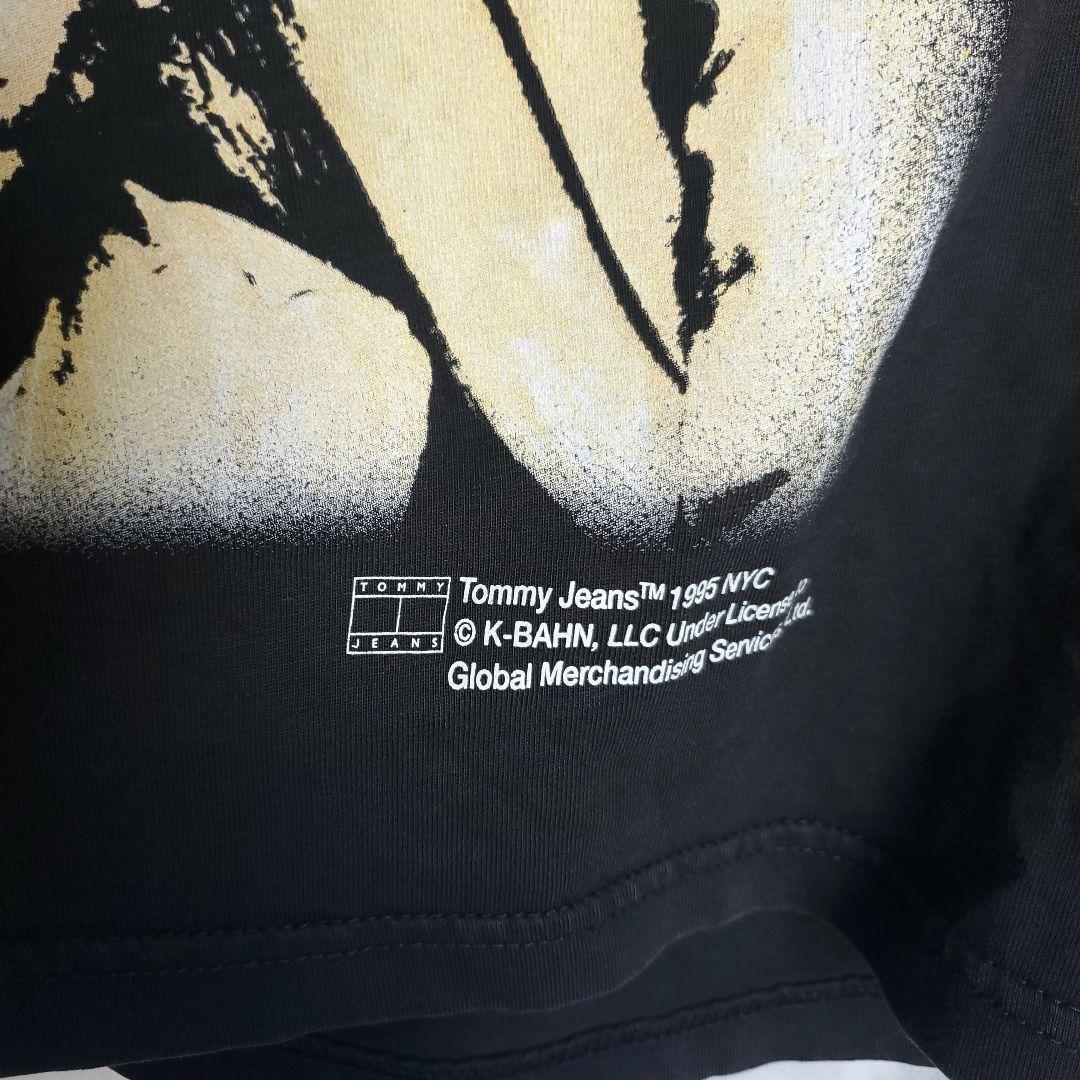 TOMMY
JEANS
Tommy Jeans™ 1995 NYC
© K-BAHN, LLC Under License to
Global Merchandising Services Ltd.